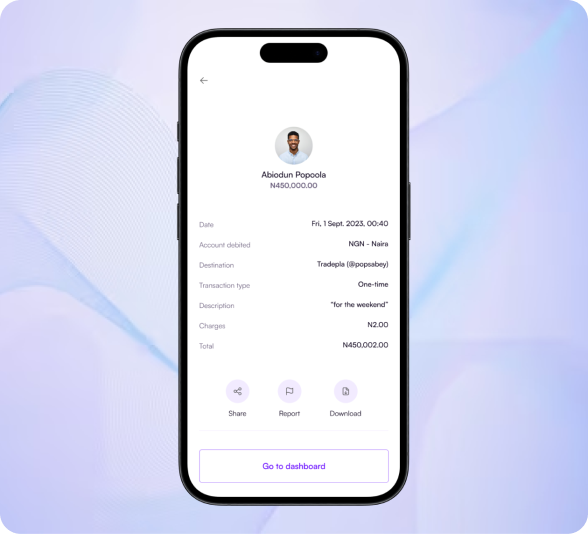 Abiodun Popoola
N450,000.00
Date Fri, 1 Sept. 2023, 00:40
Account debited NGN - Naira
Destination Tradepla (@popsabey)
Transaction type One-time
Description "for the weekend"
Charges N2.00
Total N450,002.00
Share Report Download
Go to dashboard